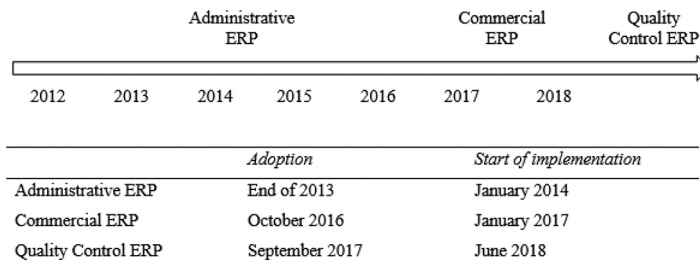 Administrative Commercial Quality
ERP ERP Control ERP
2012 2013 2014 2015 2016 2017 2018
Adoption Start of implementation
Administrative ERP End of 2013 January 2014
Commercial ERP October 2016 January 2017
Quality Control ERP September 2017 June 2018